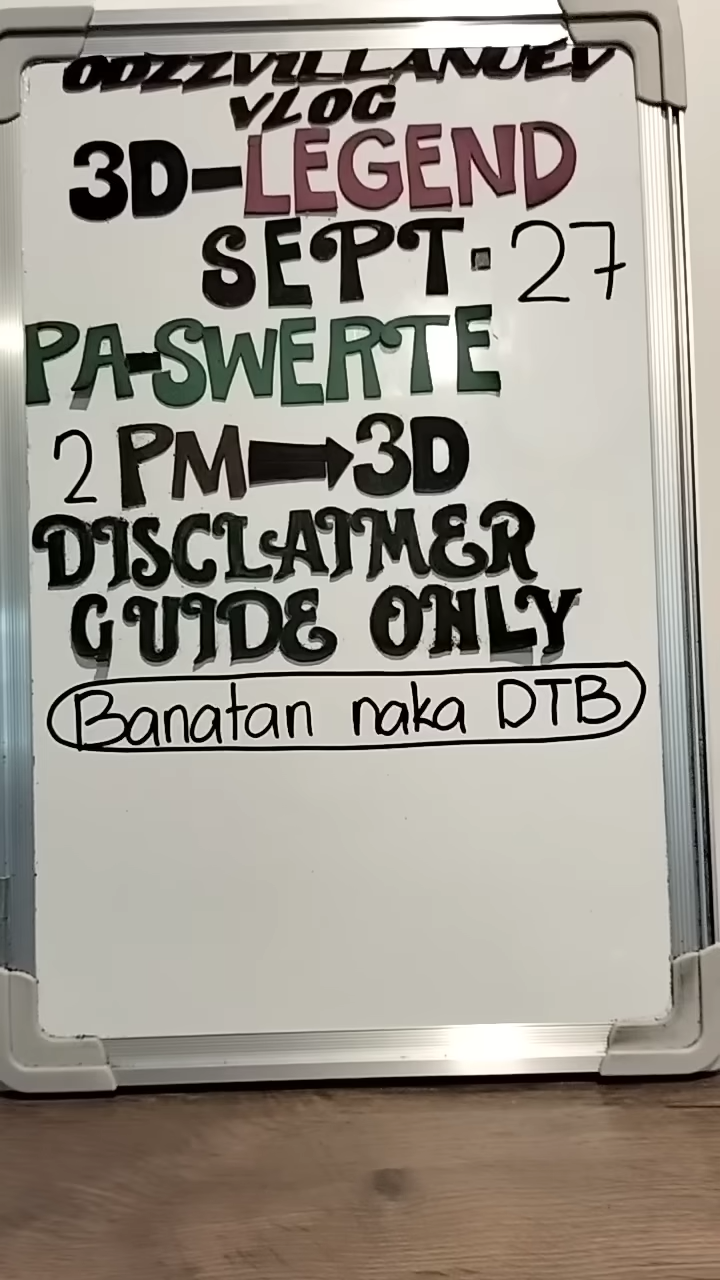 ODZZVILLANUEV
VLOG
3D-LEGEND
SEPT. 27
PA-SWERTE
2 PM➡3D
DISCLAIMER
GUIDE ONLY
Banatan naka DTB